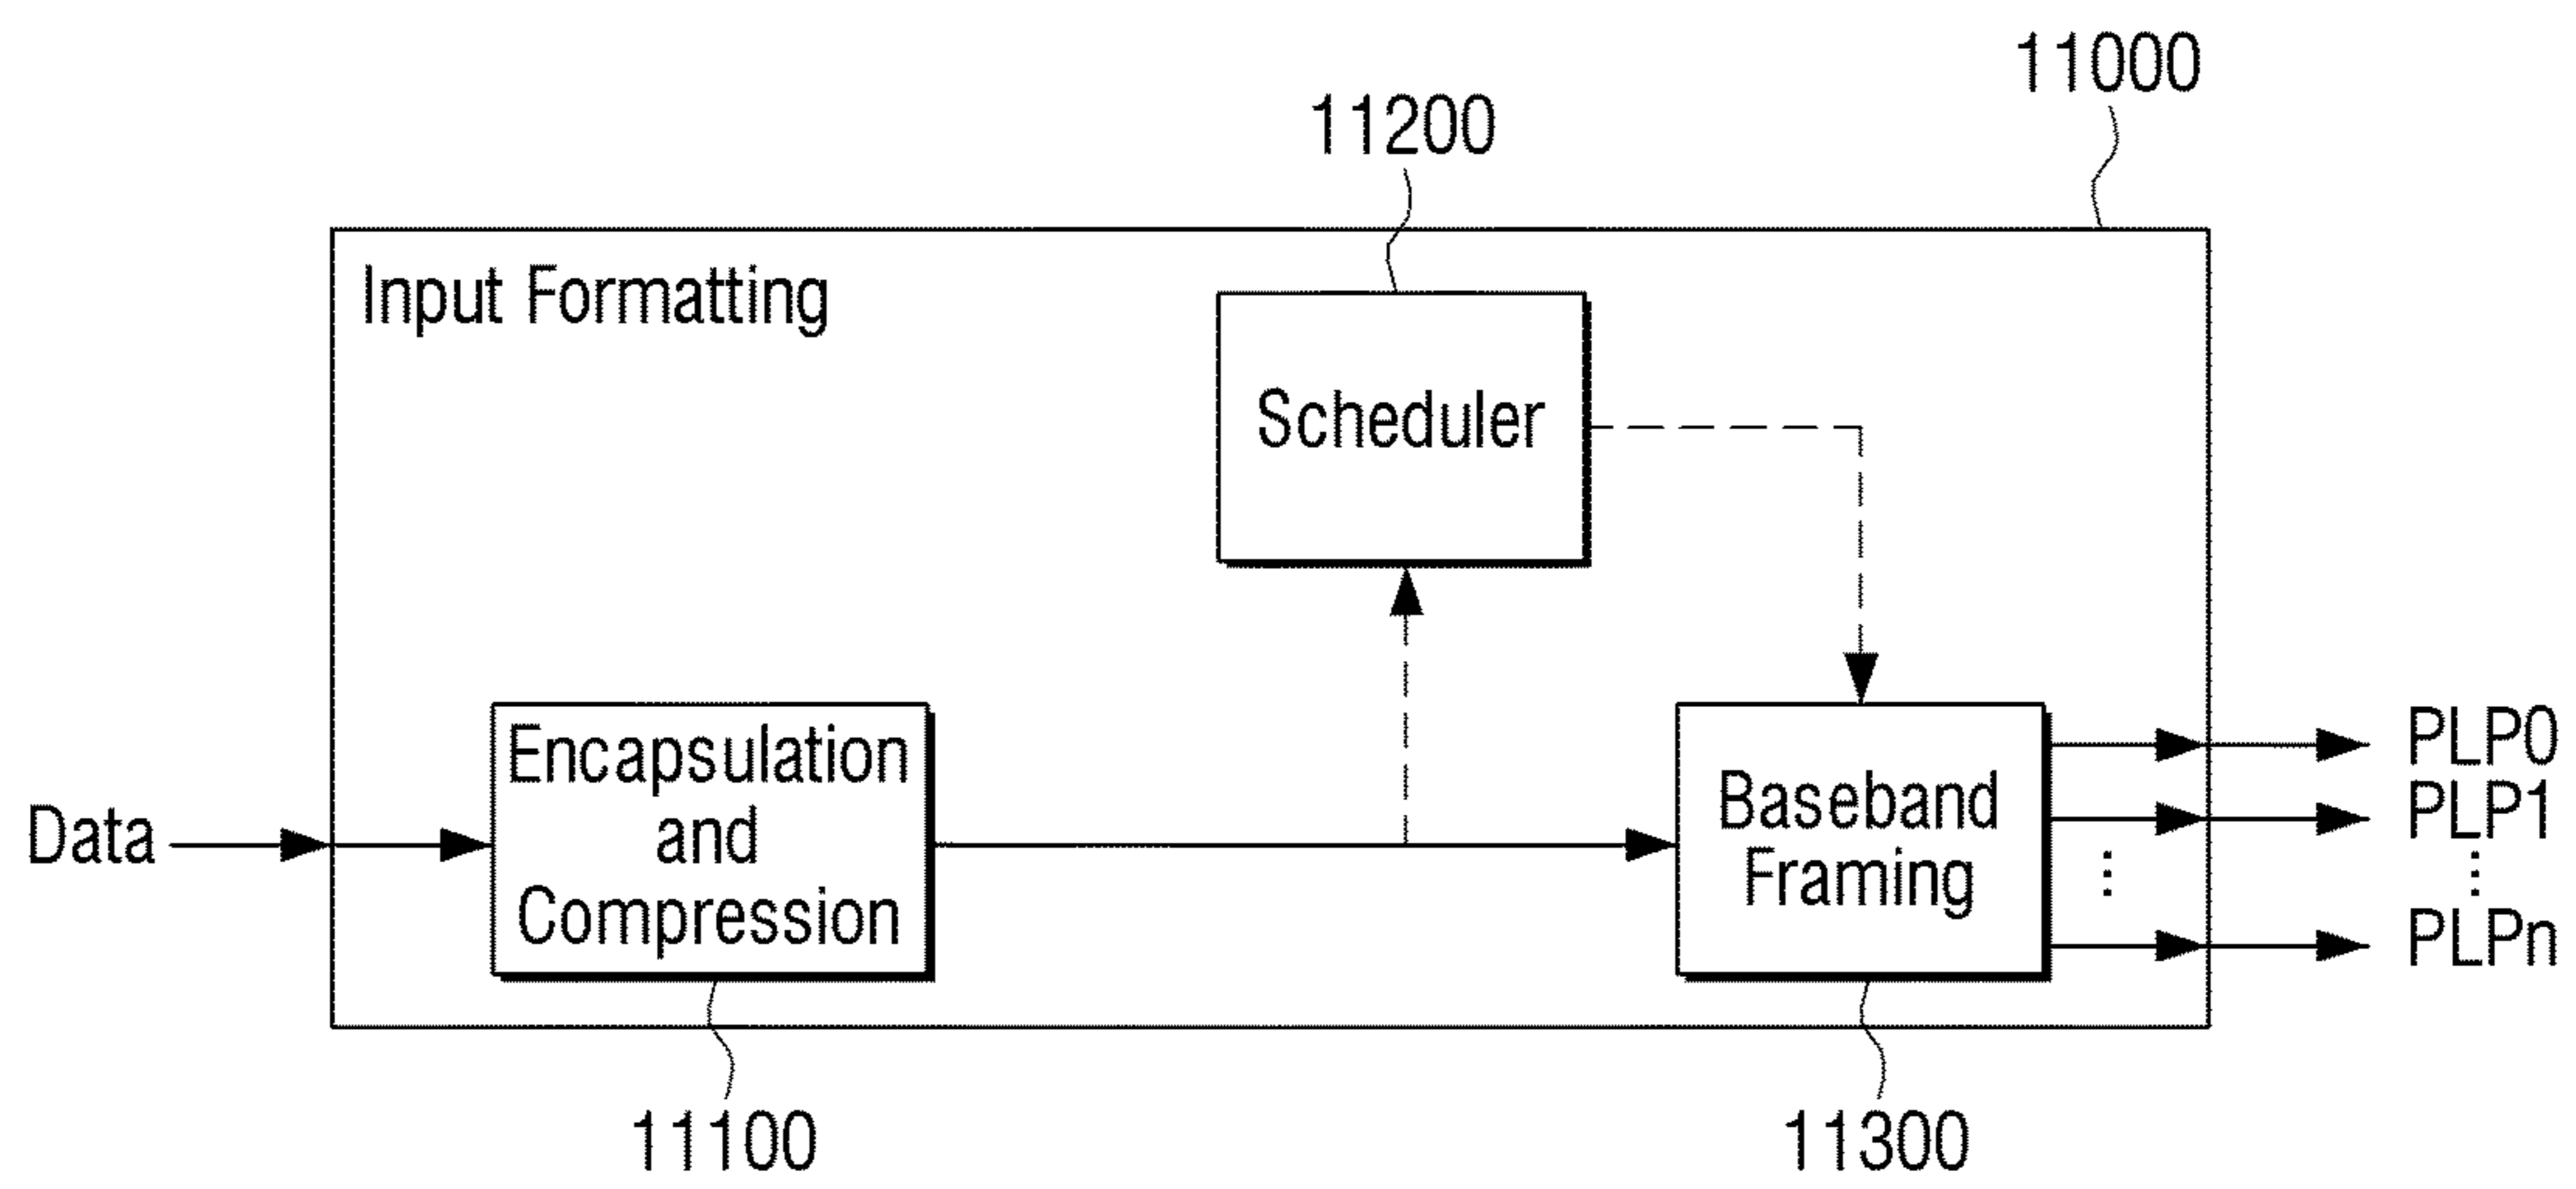 11000
11200
Input Formatting
Scheduler
Encapsulation
and
Compression
Data
Baseband
Framing
PLP0
PLP1
⋮
⋮
PLPn
11100
11300